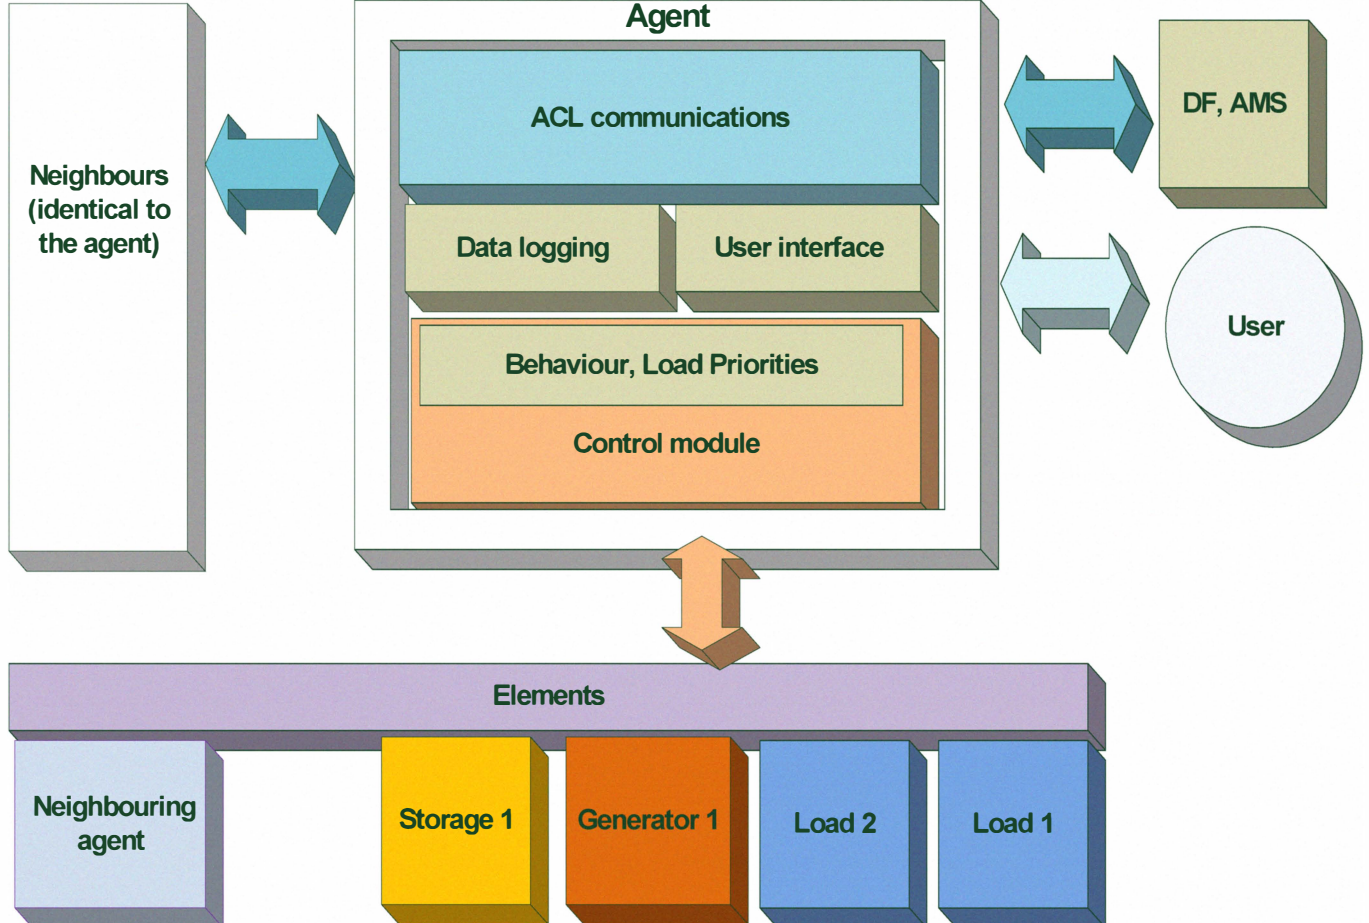 Agent
ACL communications
DF, AMS
Neighbours
(identical to
the agent)
Data logging
User interface
User
Behaviour, Load Priorities
Control module
Elements
Neighbouring
agent
Storage 1
Generator 1
Load 2
Load 1